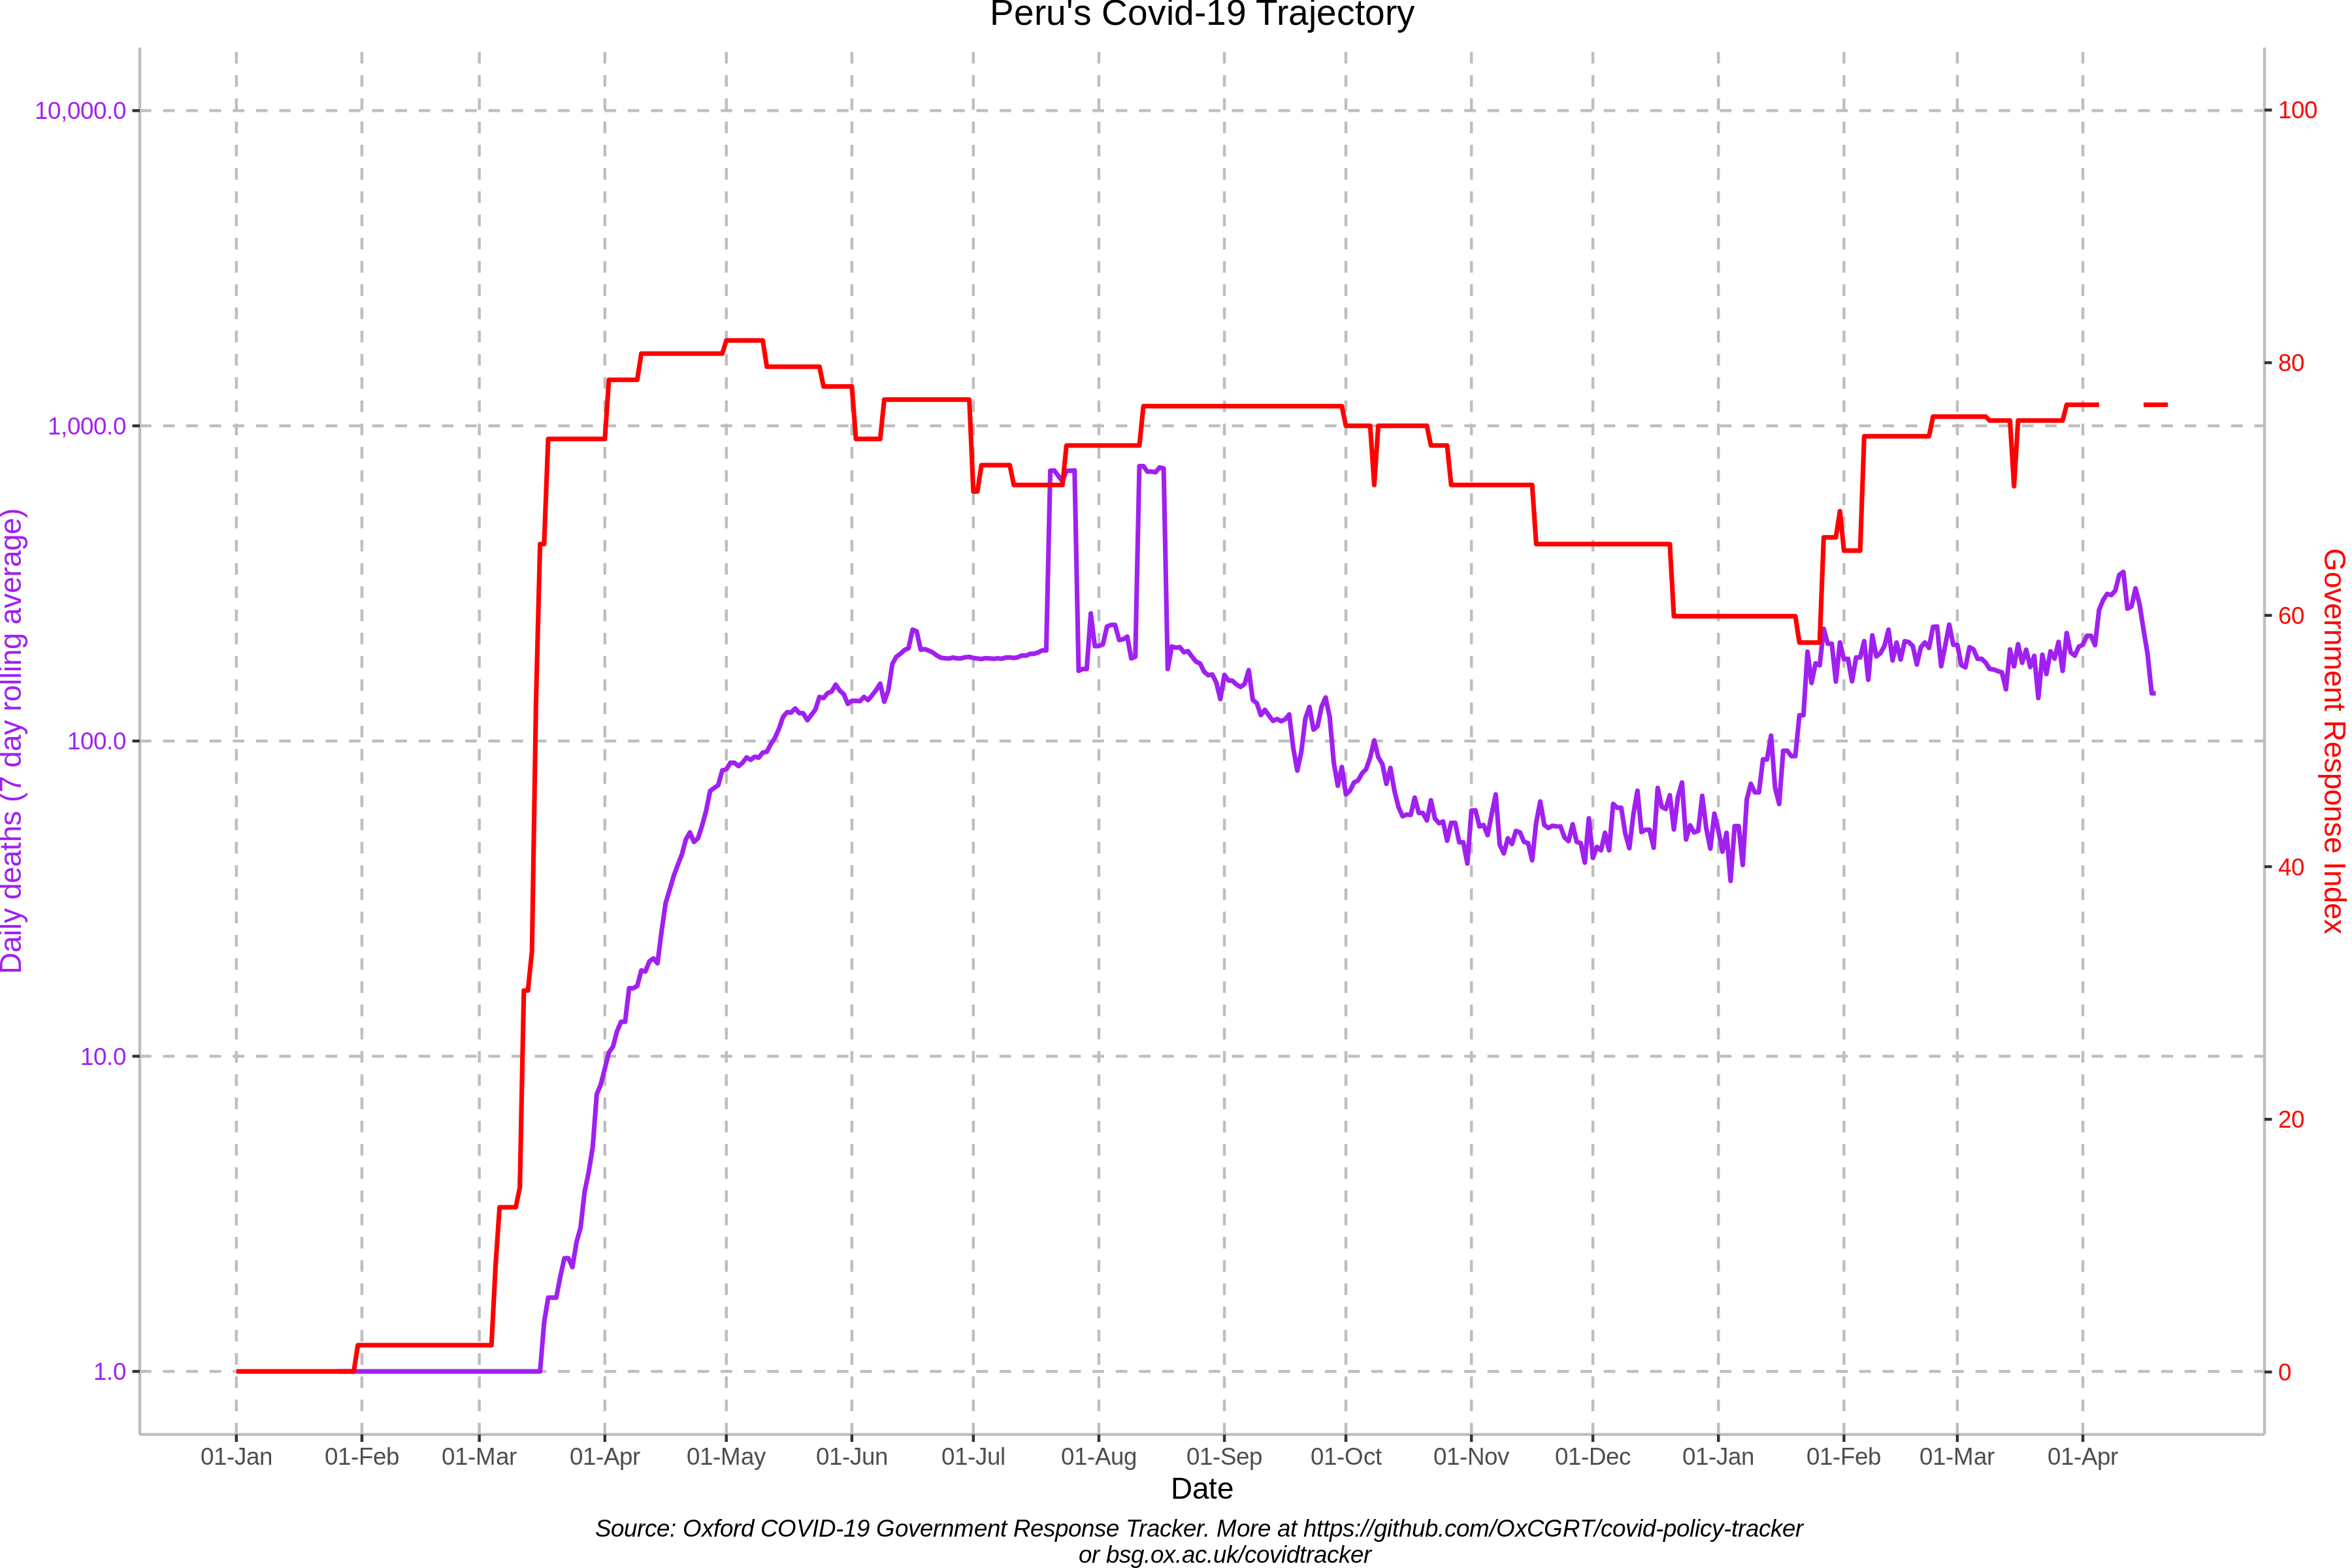 Peru's Covid-19 Trajectory
10,000.0
1,000.0
100.0
10.0
1.0
Daily deaths (7 day rolling average)
100
80
60
40
20
0
Government Response Index
01-Jan 01-Feb 01-Mar 01-Apr 01-May 01-Jun 01-Jul 01-Aug 01-Sep 01-Oct 01-Nov 01-Dec 01-Jan 01-Feb 01-Mar 01-Apr
Date
Source: Oxford COVID-19 Government Response Tracker. More at https://github.com/OxCGRT/covid-policy-tracker
or bsg.ox.ac.uk/covidtracker